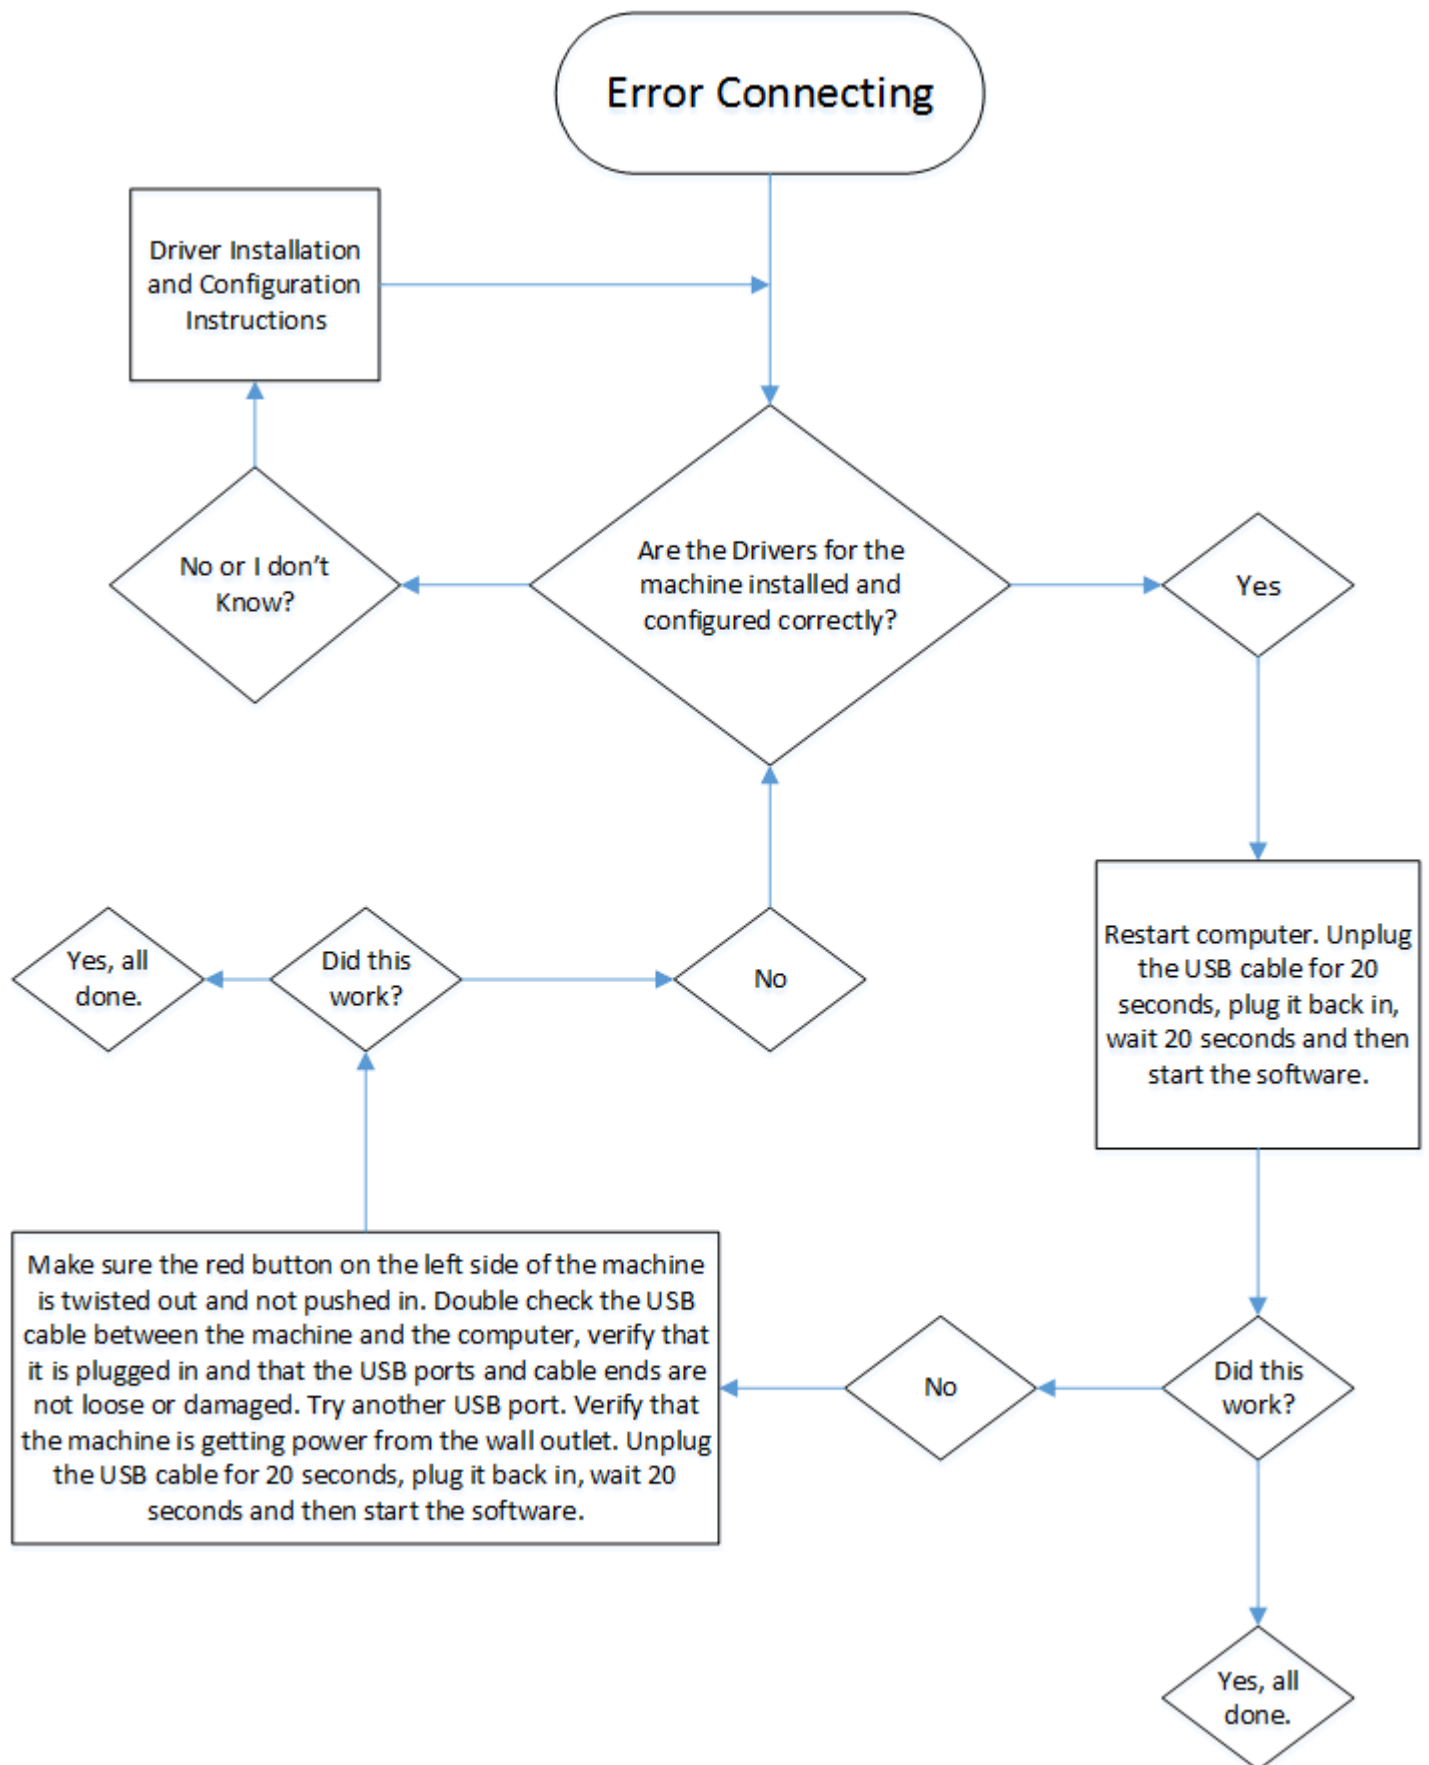 Error Connecting
Driver Installation
and Configuration
Instructions
No or I don't
Know?
Are the Drivers for the
machine installed and
configured correctly?
Yes
Restart computer. Unplug
the USB cable for 20
seconds, plug it back in,
wait 20 seconds and then
start the software.
Yes, all
done.
Did this
work?
No
Make sure the red button on the left side of the machine
is twisted out and not pushed in. Double check the USB
cable between the machine and the computer, verify that
it is plugged in and that the USB ports and cable ends are
not loose or damaged. Try another USB port. Verify that
the machine is getting power from the wall outlet. Unplug
the USB cable for 20 seconds, plug it back in, wait 20
seconds and then start the software.
No
Did this
work?
Yes, all
done.